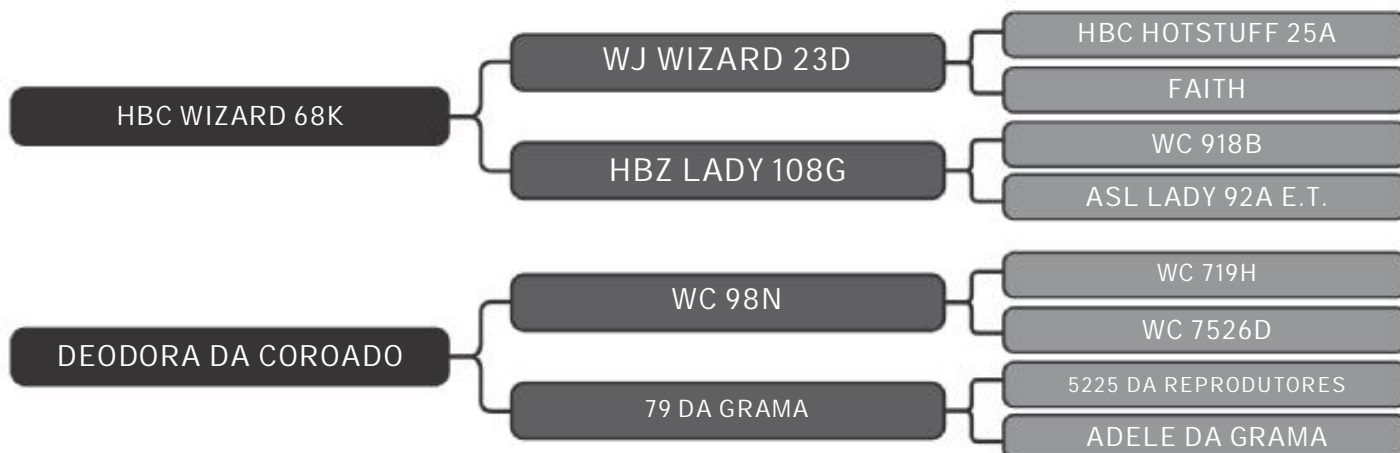 HBC WIZARD 68K
WJ WIZARD 23D
HBC HOTSTUFF 25A
FAITH
HBZ LADY 108G
WC 918B
ASL LADY 92A E.T.
DEODORA DA COROADO
WC 98N
WC 719H
WC 7526D
79 DA GRAMA
5225 DA REPRODUTORES
ADELE DA GRAMA